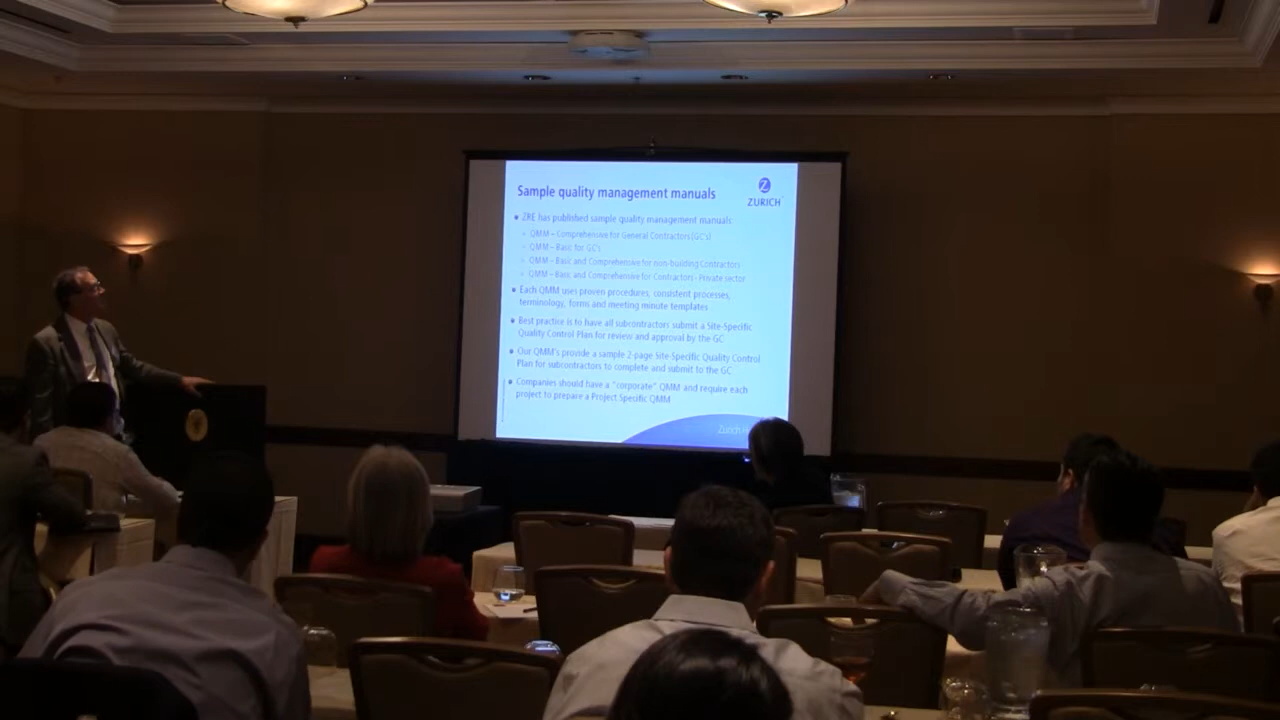 Sample quality management manuals
Z
ZURICH
ZRE has published sample quality management manuals
QMM – Comprehensive for General Contractors (GC's)
QMM – Basic for GC's
QMM – Basic and Comprehensive for non-building Contractors
QMM – Basic and Comprehensive for Contractors - Private sector
Each QMM uses proven procedures, consistent processes,
terminology, forms and meeting minute templates
Best practice is to have all subcontractors submit a Site-Specific
Quality Control Plan for review and approval by the GC
Our QMM's provide a sample 2-page Site-Specific Quality Control
Plan for subcontractors to complete and submit to the GC
Companies should have a "corporate" QMM and require each
project to prepare a Project Specific QMM
Zurich